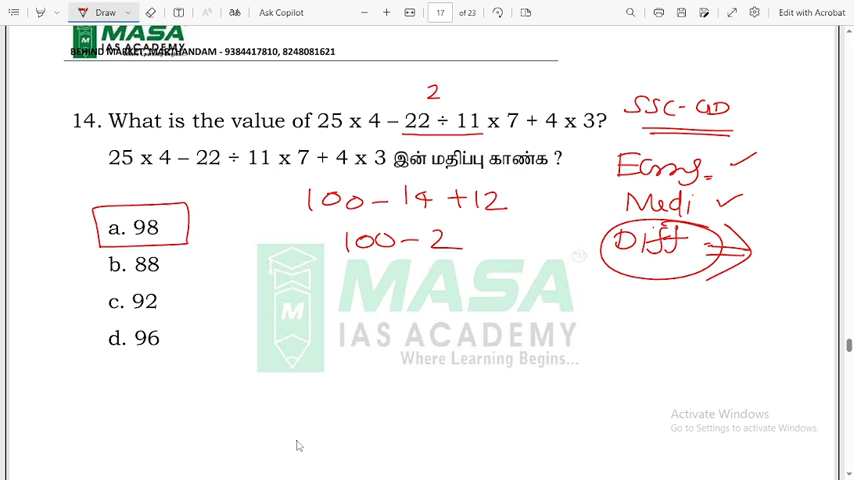 Draw
Ask Copilot
17 of 23
Edit with Acrobat
MASA
IAS ACADEMY
BEHIND MARKET, MARTHANDAM - 9384417810, 8248081621
2
SSC-GD
14. What is the value of 25 x 4 – 22 ÷ 11 x 7 + 4 x 3?
25 x 4 – 22 ÷ 11 x 7 + 4 x 3 இன் மதிப்பு காண்க ?
100 - 14 + 12
Medi
a. 98
100 - 2
Diff
b. 88
c. 92
d. 96
MASA
IAS ACADEMY
Where Learning Begins...
Activate Windows
Go to Settings to activate Windows.